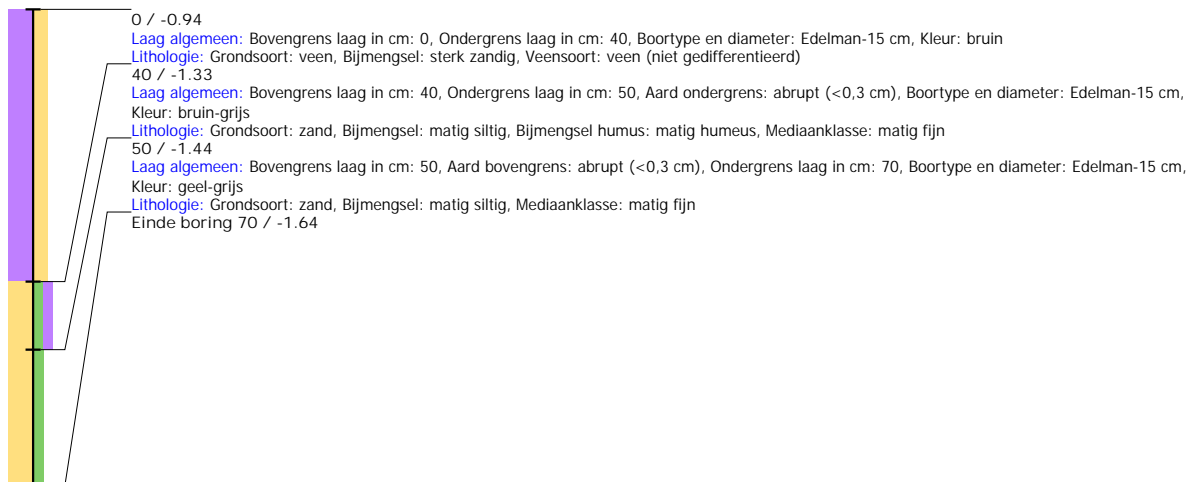 0 / -0.94
Laag algemeen: Bovengrens laag in cm: 0, Ondergrens laag in cm: 40, Boortype en diameter: Edelman-15 cm, Kleur: bruin
Lithologie: Grondsoort: veen, Bijmengsel: sterk zandig, Veensoort: veen (niet gedifferentieerd)
40 / -1.33
Laag algemeen: Bovengrens laag in cm: 40, Ondergrens laag in cm: 50, Aard ondergrens: abrupt (<0,3 cm), Boortype en diameter: Edelman-15 cm,
Kleur: bruin-grijs
Lithologie: Grondsoort: zand, Bijmengsel: matig siltig, Bijmengsel humus: matig humeus, Mediaanklasse: matig fijn
50 / -1.44
Laag algemeen: Bovengrens laag in cm: 50, Aard bovengrens: abrupt (<0,3 cm), Ondergrens laag in cm: 70, Boortype en diameter: Edelman-15 cm,
Kleur: geel-grijs
Lithologie: Grondsoort: zand, Bijmengsel: matig siltig, Mediaanklasse: matig fijn
Einde boring 70 / -1.64